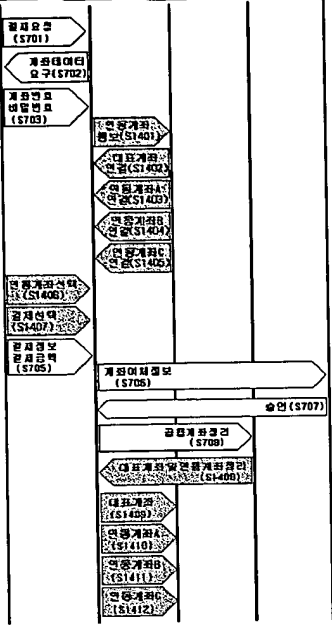 결제요청
(S701)
계좌데이터
요구(S702)
계좌번호
비밀번호
(S703)
연동계좌
통보(S1401)
대표계좌
연결(S1402)
연동계좌A
연결(S1403)
연동계좌B
연결(S1404)
연동계좌C
연결(S1405)
연동계좌선택
(S1406)
결제선택
(S1407)
결제정보
결제금액
(S705)
계좌이체정보
(S706)
승인(S707)
공통계좌정리
(S709)
대표계좌및연동계좌정리
(S1408)
대표계좌
(S1409)
연동계좌A
(S1410)
연동계좌B
(S1411)
연동계좌C
(S1412)